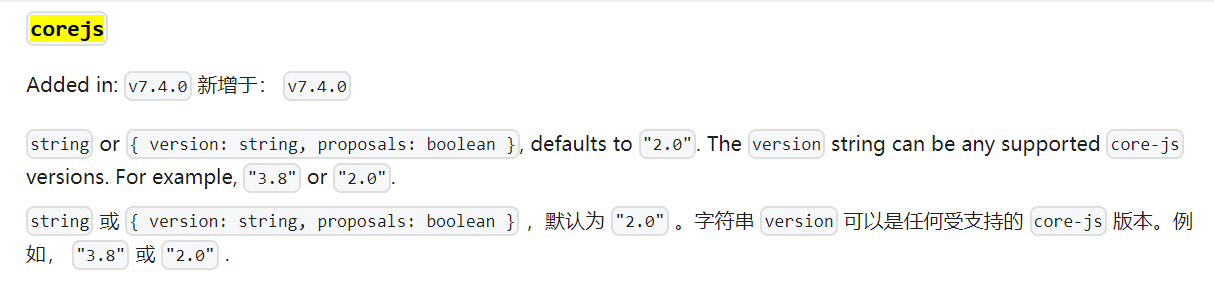 corejs
Added in: v7.4.0 新增于： v7.4.0
string or { version: string, proposals: boolean }, defaults to "2.0". The version string can be any supported core-js
versions. For example, "3.8" or "2.0".
string 或 { version: string, proposals: boolean } ，默认为 "2.0" 。字符串 version 可以是任何受支持的 core-js 版本。例
如， "3.8" 或 "2.0" .